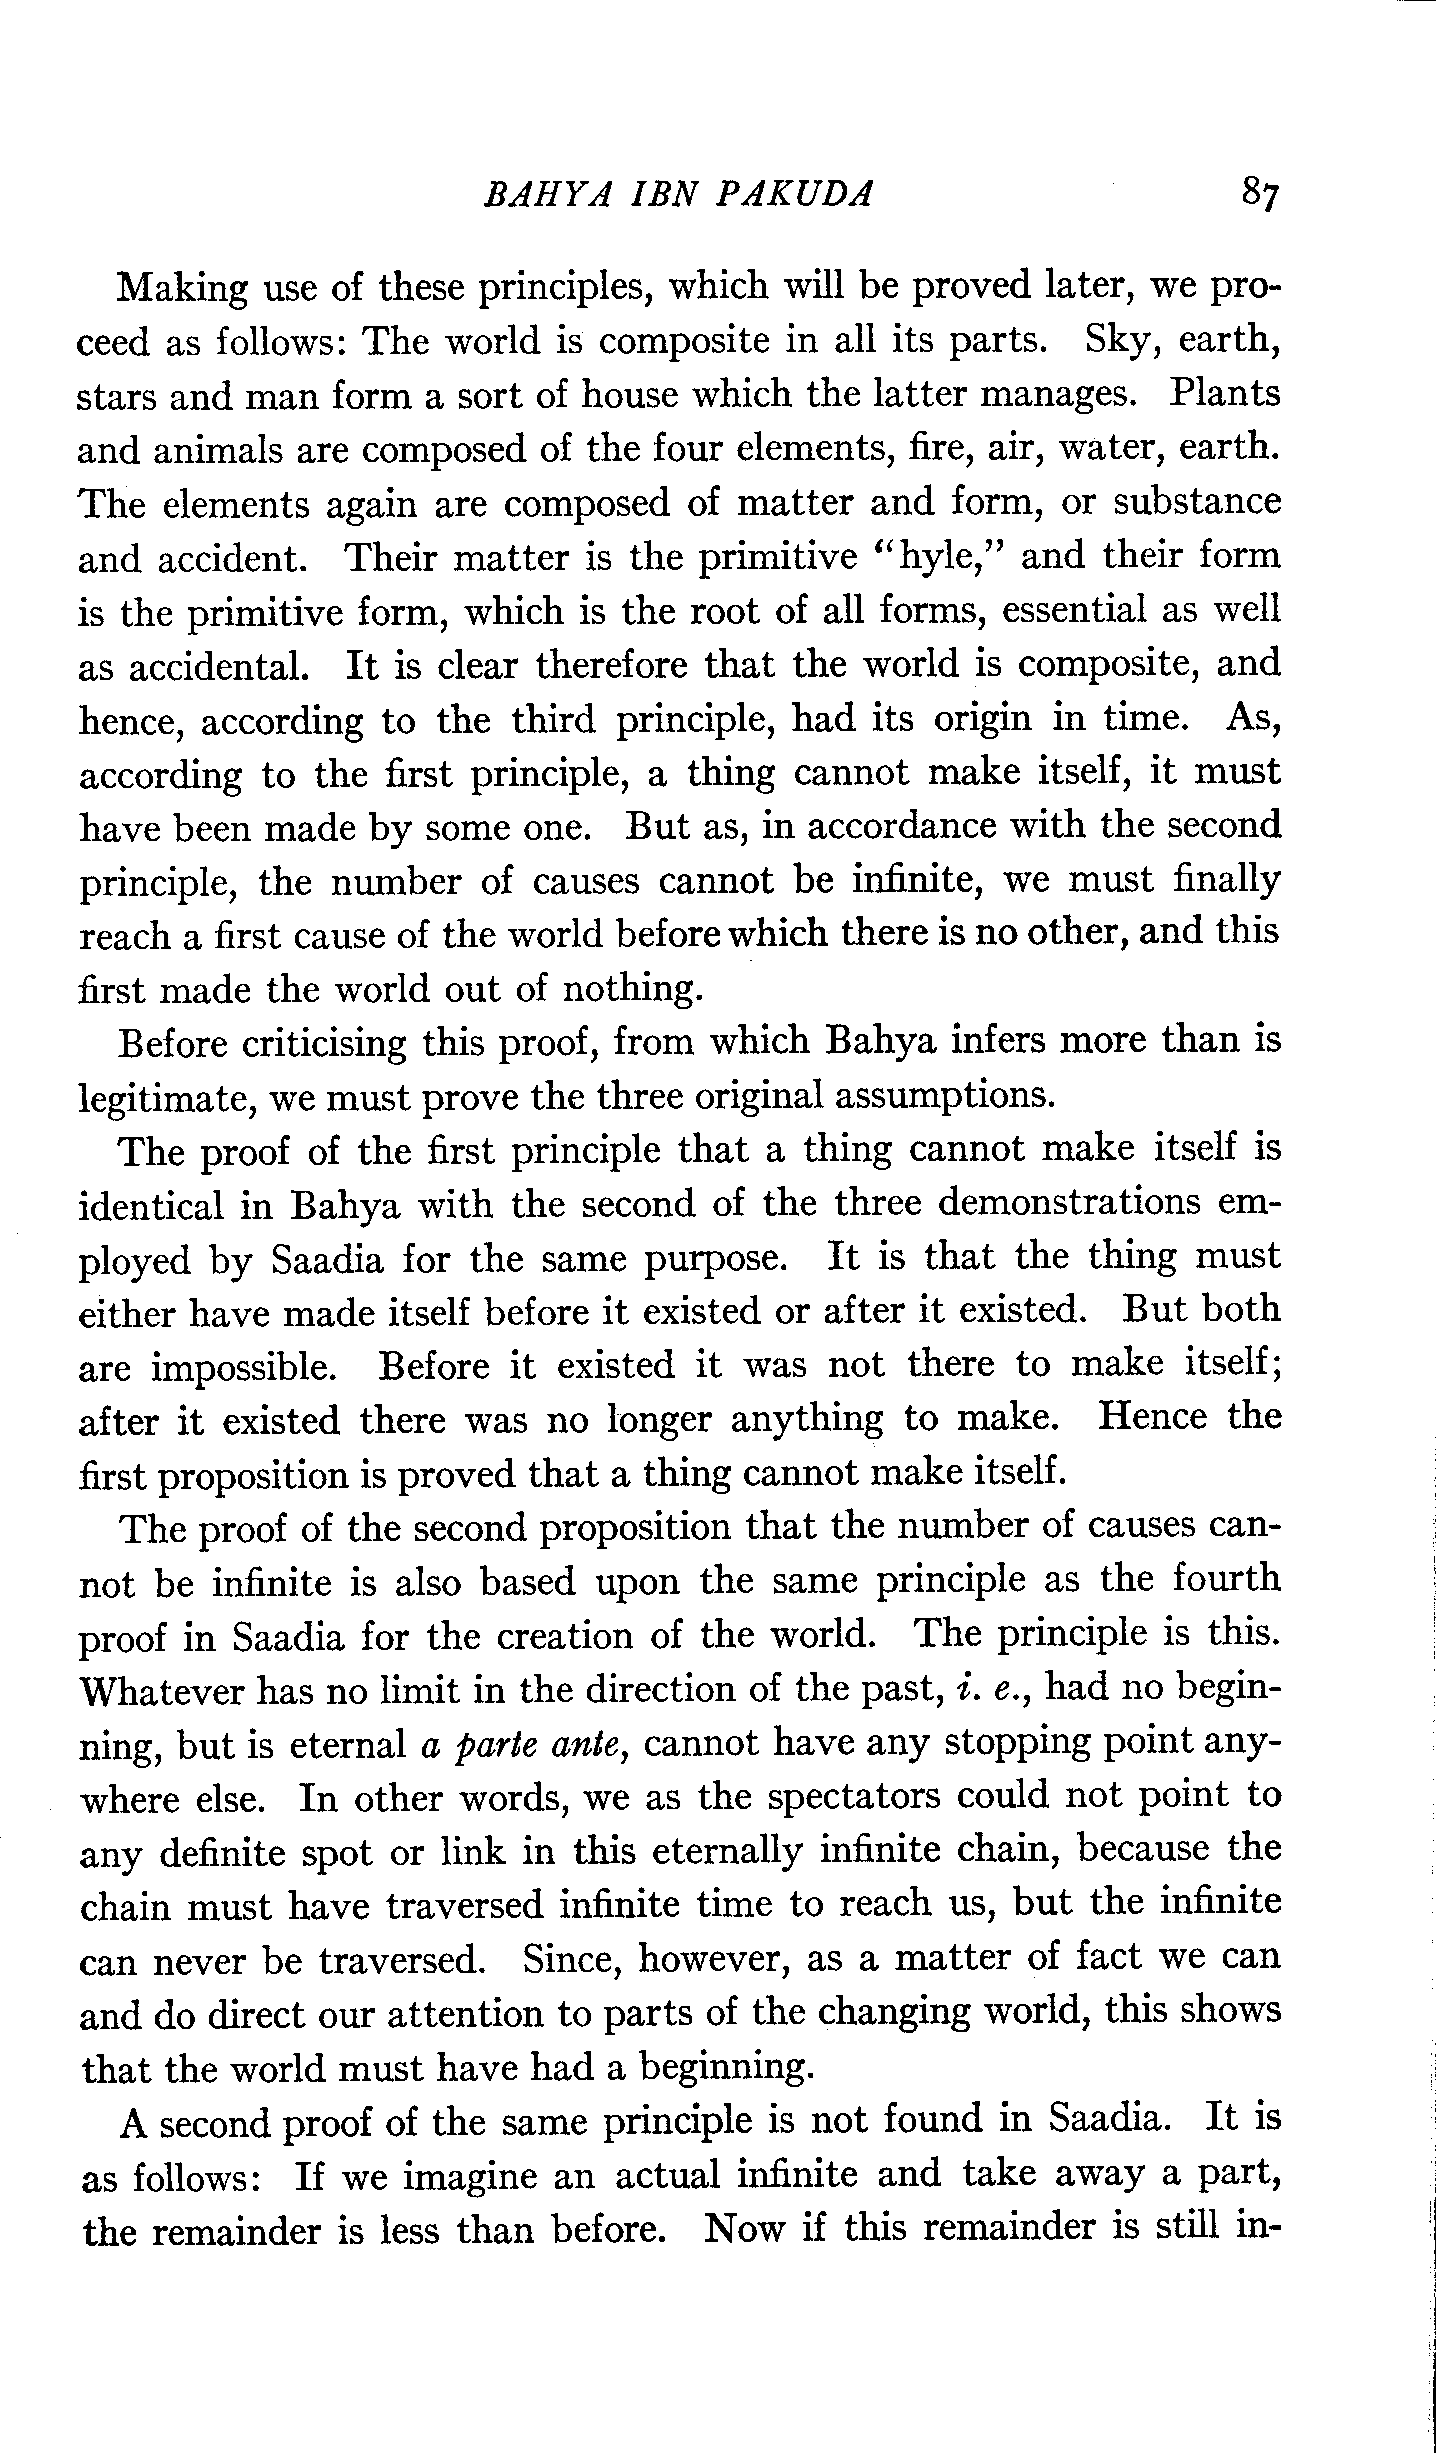 BAHYA IBN PAKUDA 87
Making use of these principles, which will be proved later, we pro-
ceed as follows: The world is composite in all its parts. Sky, earth,
stars and man form a sort of house which the latter manages. Plants
and animals are composed of the four elements, fire, air, water, earth.
The elements again are composed of matter and form, or substance
and accident. Their matter is the primitive "hyle," and their form
is the primitive form, which is the root of all forms, essential as well
as accidental. It is clear therefore that the world is composite, and
hence, according to the third principle, had its origin in time. As,
according to the first principle, a thing cannot make itself, it must
have been made by some one. But as, in accordance with the second
principle, the number of causes cannot be infinite, we must finally
reach a first cause of the world before which there is no other, and this
first made the world out of nothing.
Before criticising this proof, from which Bahya infers more than is
legitimate, we must prove the three original assumptions.
The proof of the first principle that a thing cannot make itself is
identical in Bahya with the second of the three demonstrations em-
ployed by Saadia for the same purpose. It is that the thing must
either have made itself before it existed or after it existed. But both
are impossible. Before it existed it was not there to make itself;
after it existed there was no longer anything to make. Hence the
first proposition is proved that a thing cannot make itself.
The proof of the second proposition that the number of causes can-
not be infinite is also based upon the same principle as the fourth
proof in Saadia for the creation of the world. The principle is this.
Whatever has no limit in the direction of the past, i. e., had no begin-
ning, but is eternal a parte ante, cannot have any stopping point any-
where else. In other words, we as the spectators could not point to
any definite spot or link in this eternally infinite chain, because the
chain must have traversed infinite time to reach us, but the infinite
can never be traversed. Since, however, as a matter of fact we can
and do direct our attention to parts of the changing world, this shows
that the world must have had a beginning.
A second proof of the same principle is not found in Saadia. It is
as follows: If we imagine an actual infinite and take away a part,
the remainder is less than before. Now if this remainder is still in-